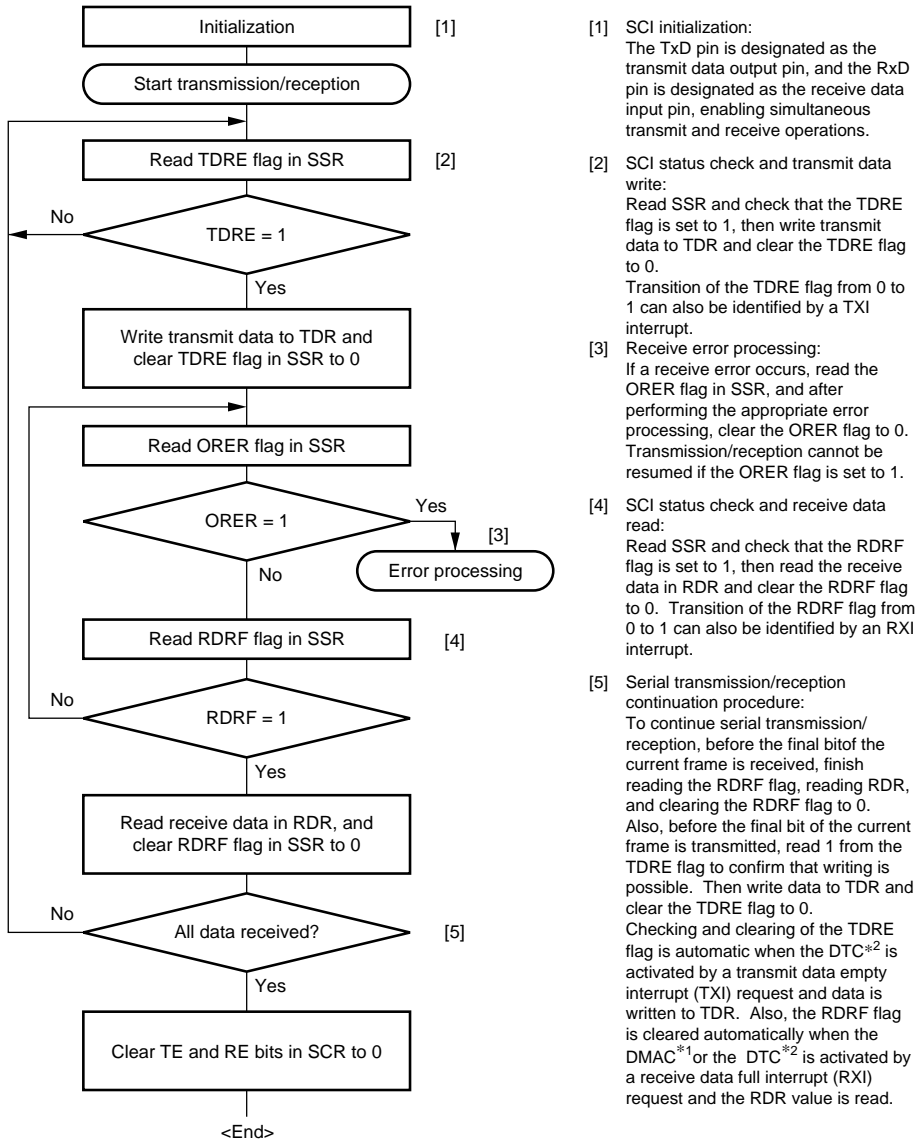 Initialization
[1]
Start transmission/reception
Read TDRE flag in SSR
[2]
No
TDRE = 1
Yes
Write transmit data to TDR and
clear TDRE flag in SSR to 0
Read ORER flag in SSR
Yes
ORER = 1
[3]
Error processing
No
Read RDRF flag in SSR
[4]
No
RDRF = 1
Yes
Read receive data in RDR, and
clear RDRF flag in SSR to 0
No
All data received?
[5]
Yes
Clear TE and RE bits in SCR to 0
<End>
[1] SCI initialization:
The TxD pin is designated as the
transmit data output pin, and the RxD
pin is designated as the receive data
input pin, enabling simultaneous
transmit and receive operations.
[2] SCI status check and transmit data
write:
Read SSR and check that the TDRE
flag is set to 1, then write transmit
data to TDR and clear the TDRE flag
to 0.
Transition of the TDRE flag from 0 to
1 can also be identified by a TXI
interrupt.
[3] Receive error processing:
If a receive error occurs, read the
ORER flag in SSR, and after
performing the appropriate error
processing, clear the ORER flag to 0.
Transmission/reception cannot be
resumed if the ORER flag is set to 1.
[4] SCI status check and receive data
read:
Read SSR and check that the RDRF
flag is set to 1, then read the receive
data in RDR and clear the RDRF flag
to 0. Transition of the RDRF flag from
0 to 1 can also be identified by an RXI
interrupt.
[5] Serial transmission/reception
continuation procedure:
To continue serial transmission/
reception, before the final bitof the
current frame is received, finish
reading the RDRF flag, reading RDR,
and clearing the RDRF flag to 0.
Also, before the final bit of the current
frame is transmitted, read 1 from the
TDRE flag to confirm that writing is
possible. Then write data to TDR and
clear the TDRE flag to 0.
Checking and clearing of the TDRE
flag is automatic when the DTC*2 is
activated by a transmit data empty
interrupt (TXI) request and data is
written to TDR. Also, the RDRF flag
is cleared automatically when the
DMAC*1or the DTC*2 is activated by
a receive data full interrupt (RXI)
request and the RDR value is read.